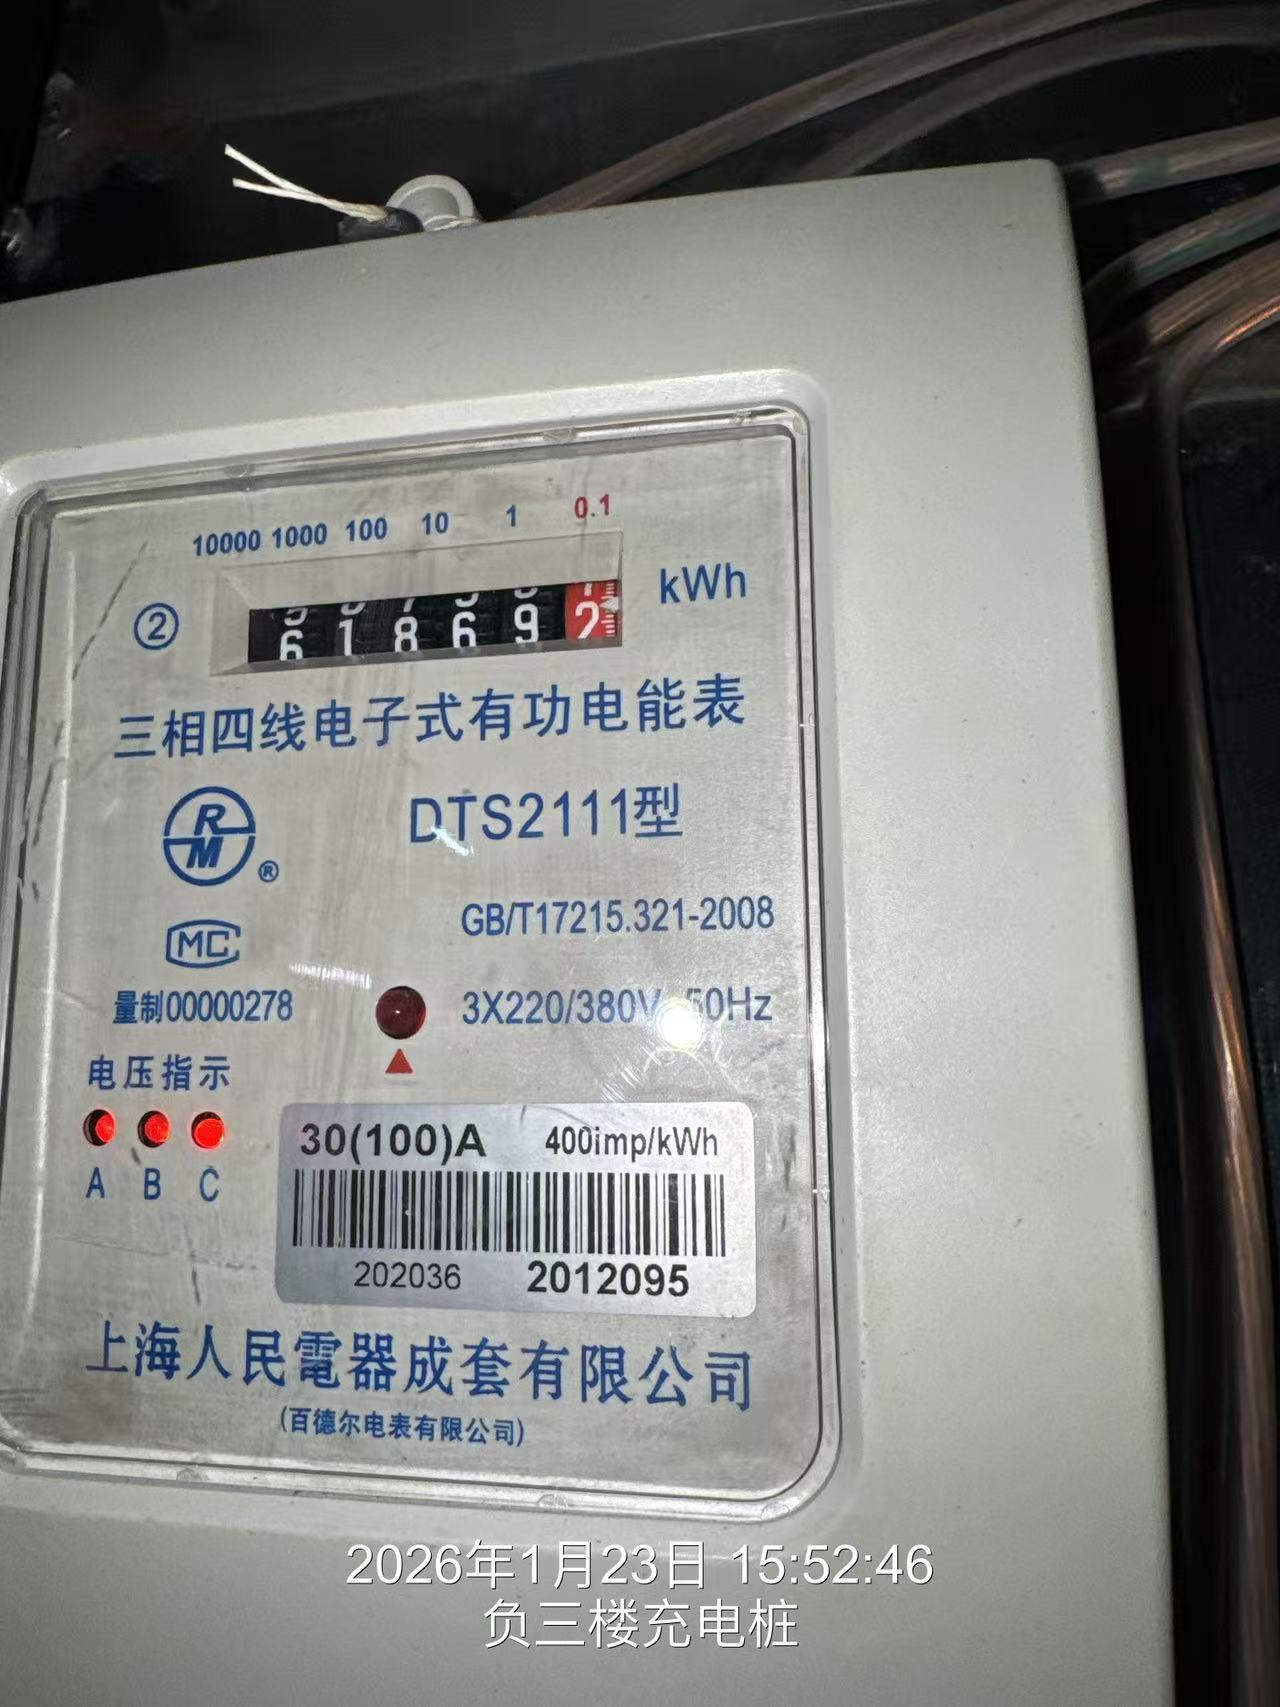 10000 1000 100 10 1 0.1
② 618692 kWh
三相四线电子式有功电能表
RM® DTS2111型
GB/T17215.321-2008
MC
量制00000278 3X220/380V 50Hz
电压指示
A B C
30(100)A 400imp/kWh
202036 2012095
上海人民電器成套有限公司
(百德尔电表有限公司)
2026年1月23日 15:52:46
负三楼充电桩